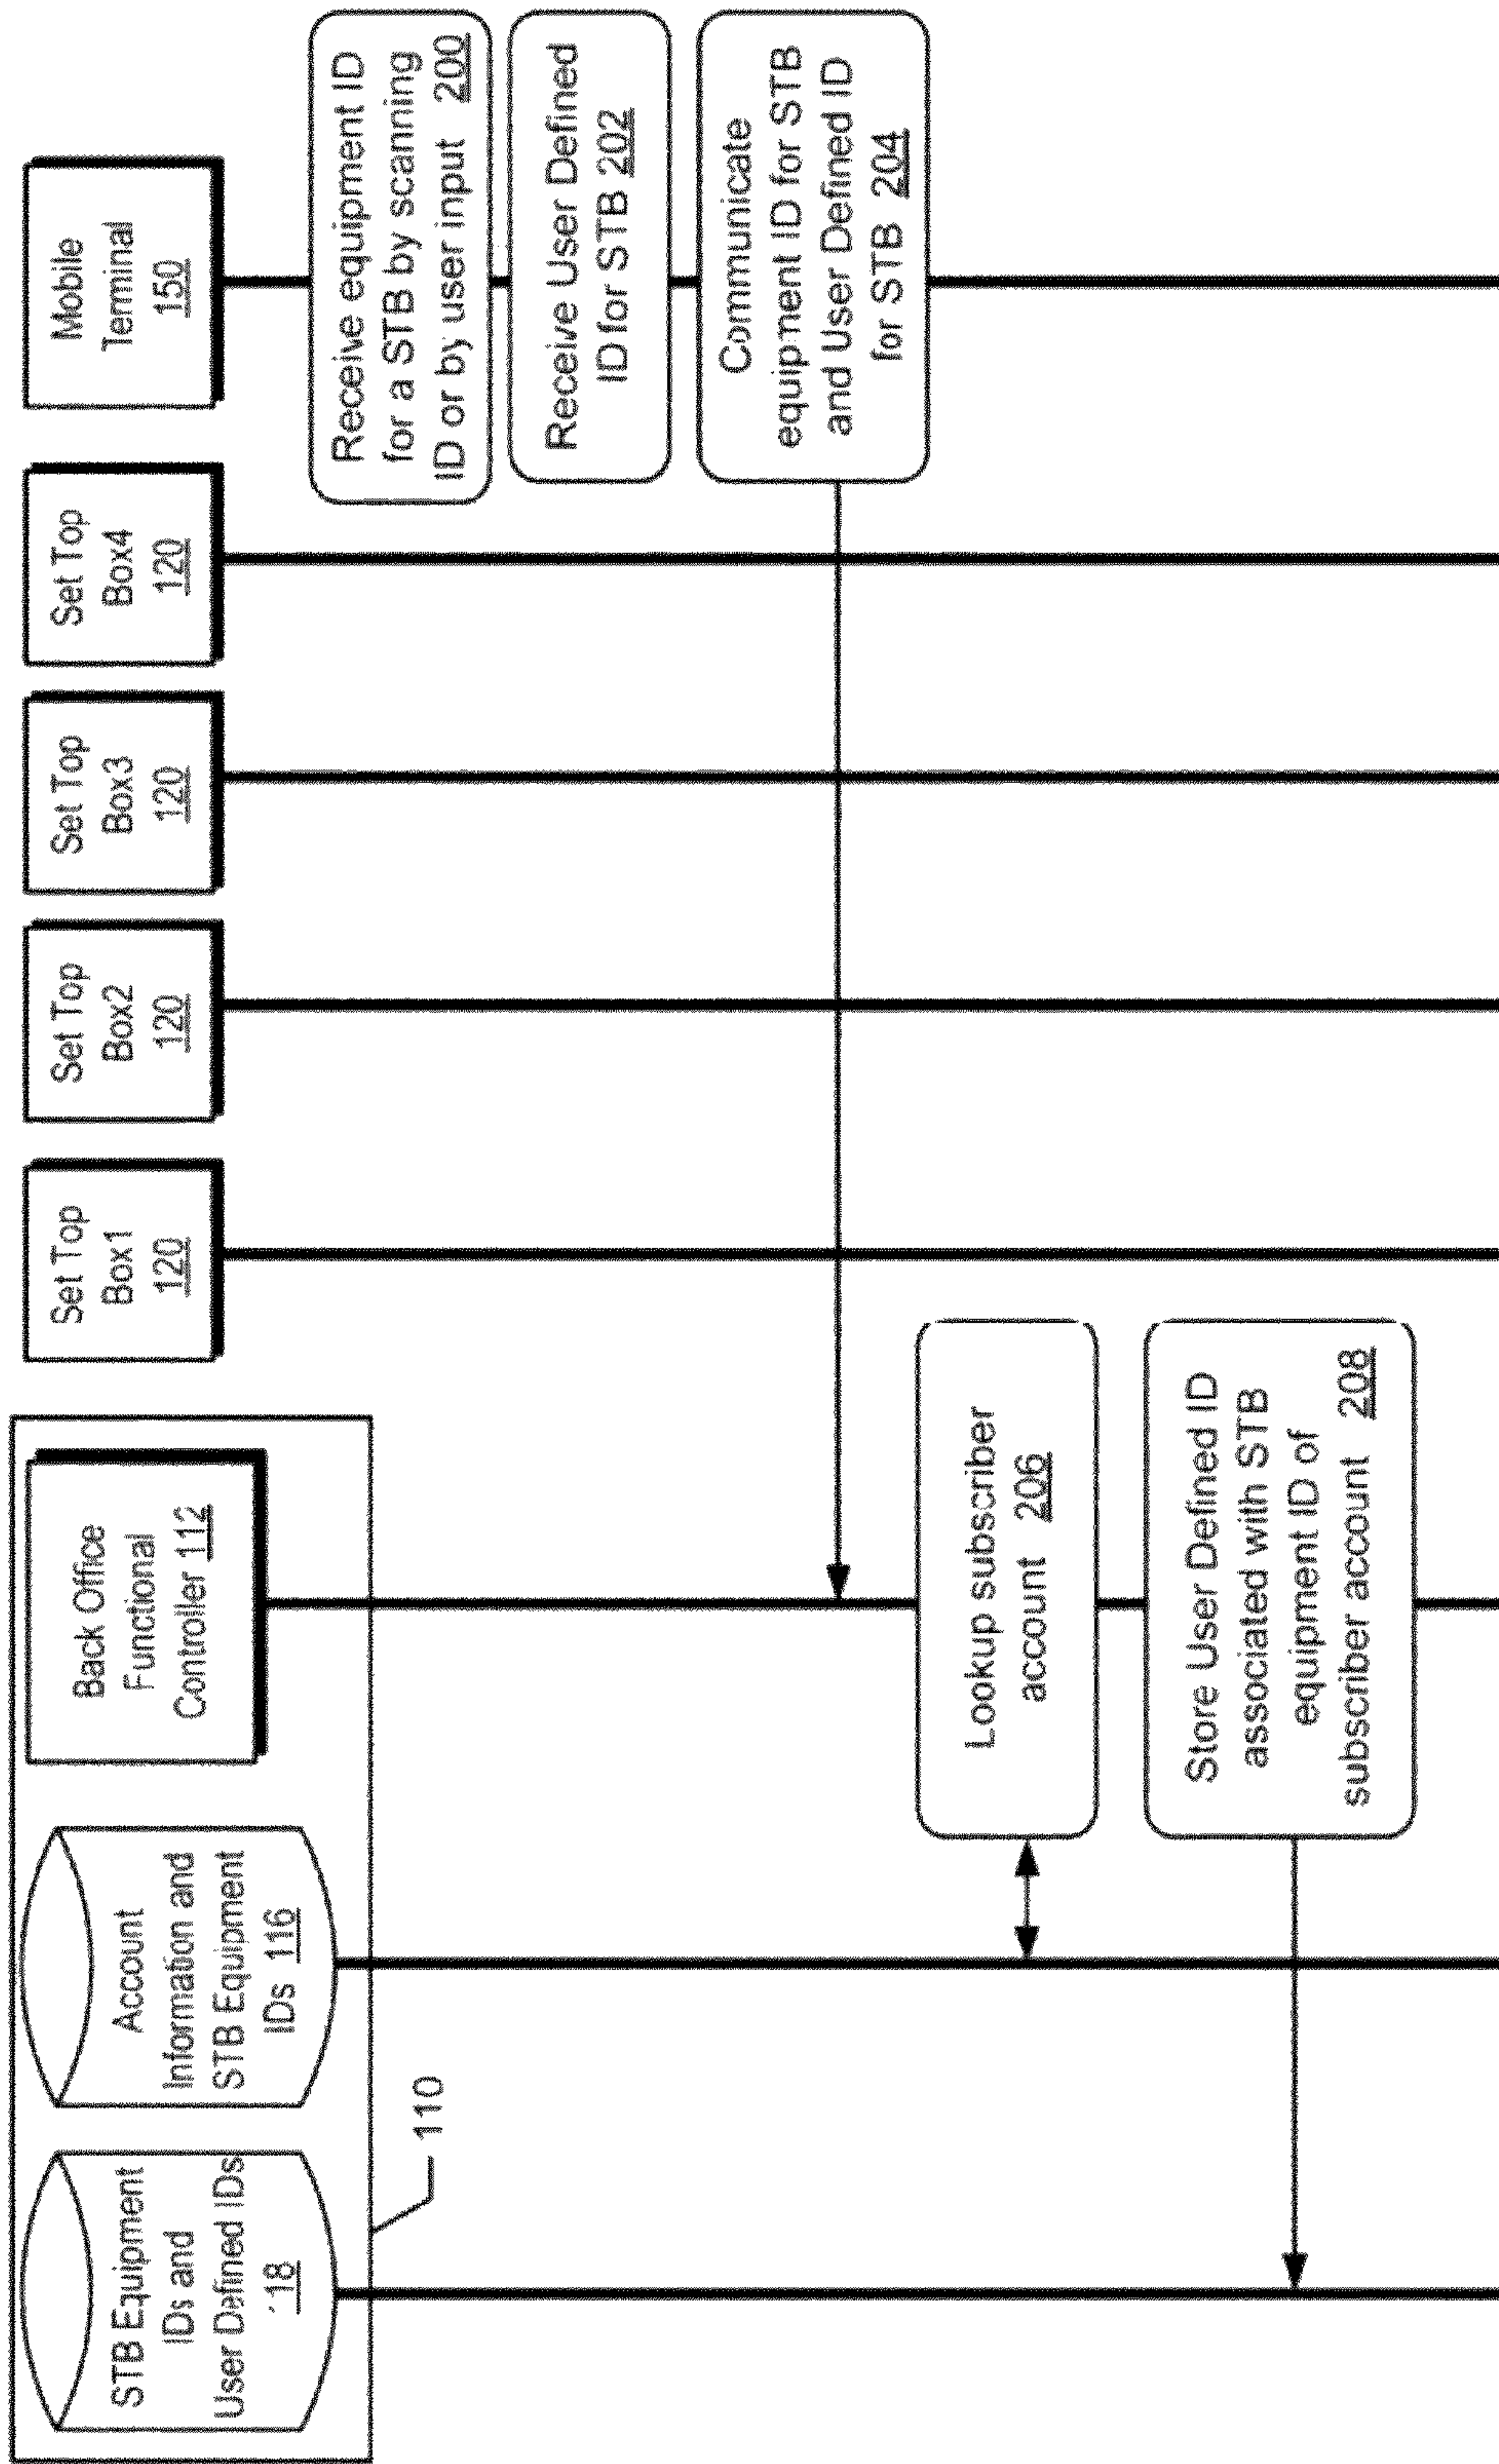 STB Equipment
IDs and
User Defined IDs
118
Account
Information and
STB Equipment
IDs 116
Back Office
Functional
Controller 112
Set Top
Box1
120
Set Top
Box2
120
Set Top
Box3
120
Set Top
Box4
120
Mobile
Terminal
150
110
Receive equipment ID
for a STB by scanning
ID or by user input 200
Receive User Defined
ID for STB 202
Communicate
equipment ID for STB
and User Defined ID
for STB 204
Lookup subscriber
account 206
Store User Defined ID
associated with STB
equipment ID of
subscriber account 208